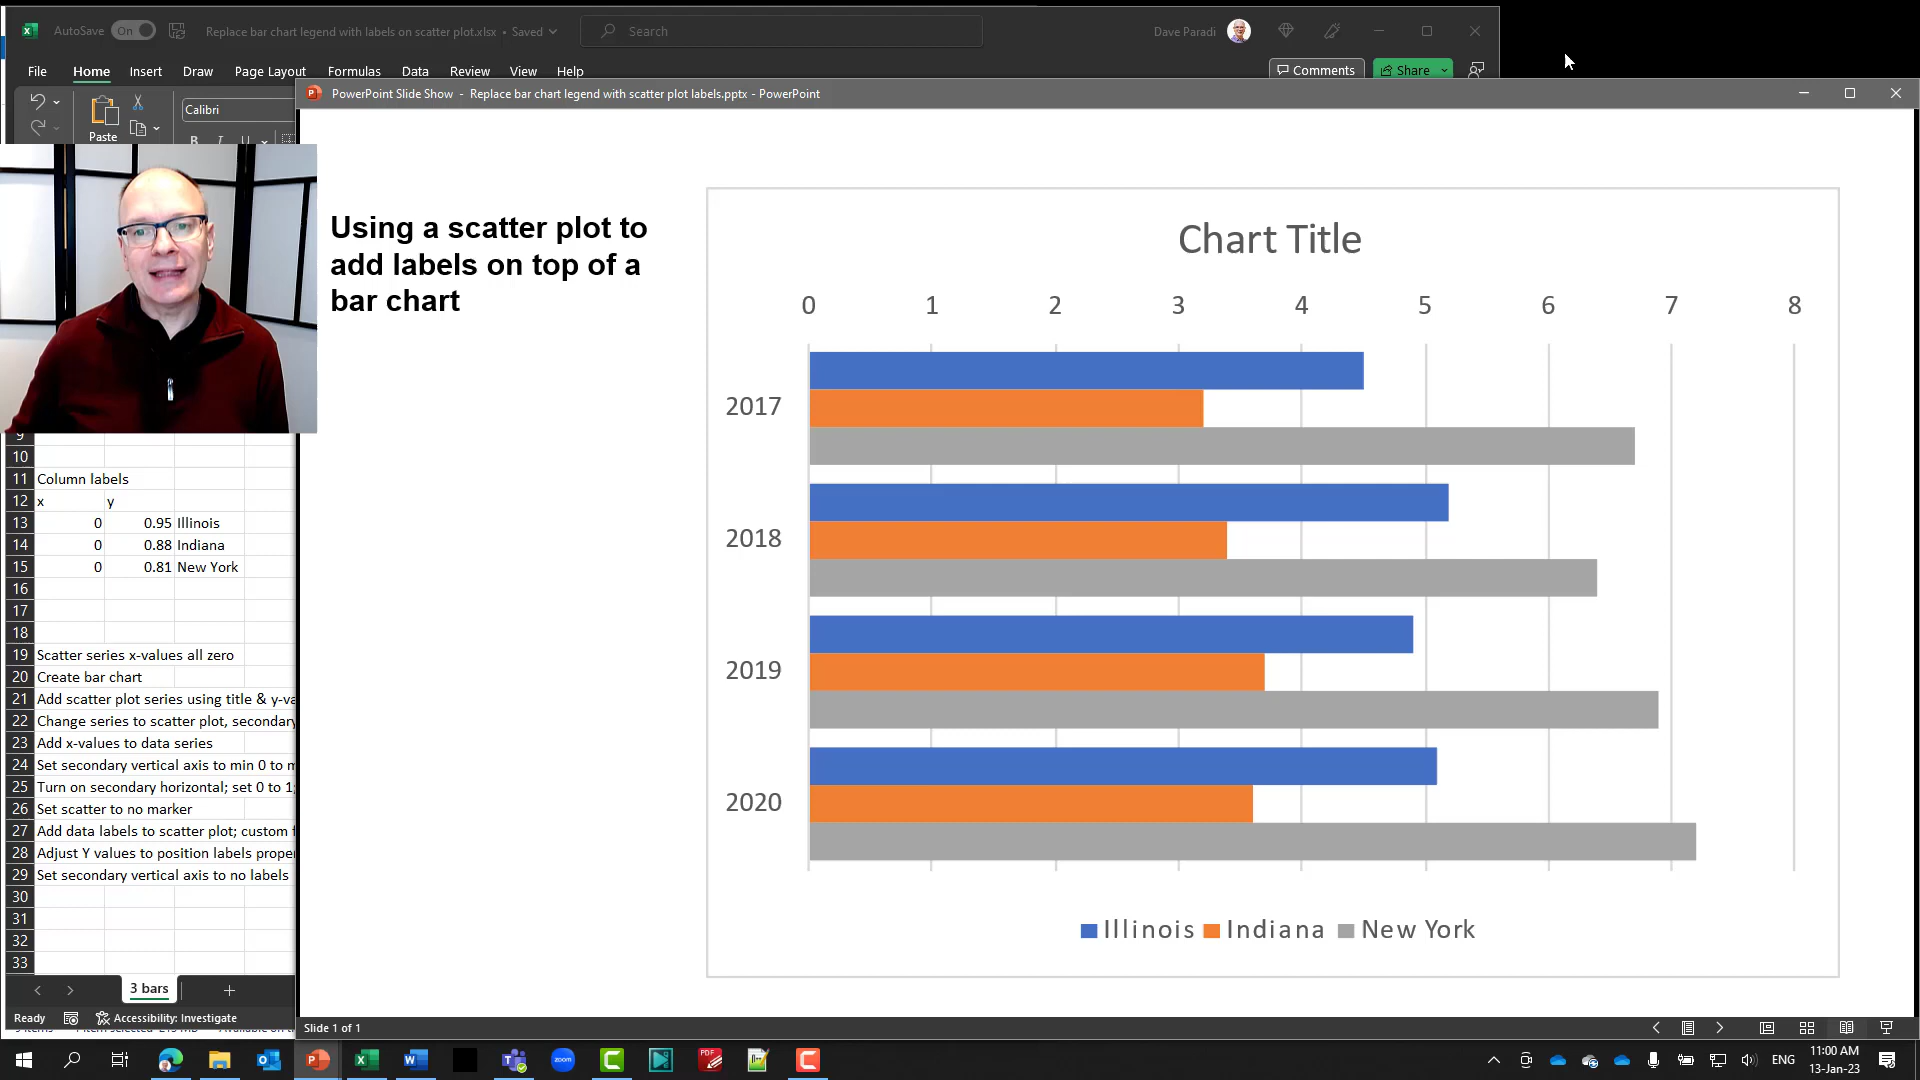 AutoSave On Replace bar chart legend with labels on scatter plot.xlsx • Saved Search Dave Paradi
File Home Insert Draw Page Layout Formulas Data Review View Help Comments Share
PowerPoint Slide Show - Replace bar chart legend with scatter plot labels.pptx - PowerPoint
Calibri
Paste
B I U
Using a scatter plot to
add labels on top of a
bar chart
Chart Title
0 1 2 3 4 5 6 7 8
2017
2018
2019
2020
Illinois Indiana New York
9
10
11 Column labels
12 x y
13 0 0.95 Illinois
14 0 0.88 Indiana
15 0 0.81 New York
16
17
18
19 Scatter series x-values all zero
20 Create bar chart
21 Add scatter plot series using title & y-va
22 Change series to scatter plot, secondary
23 Add x-values to data series
24 Set secondary vertical axis to min 0 to m
25 Turn on secondary horizontal; set 0 to 1;
26 Set scatter to no marker
27 Add data labels to scatter plot; custom
28 Adjust Y values to position labels proper
29 Set secondary vertical axis to no labels
30
31
32
33
3 bars
Ready Accessibility: Investigate
Slide 1 of 1
zoom PDF ENG 11:00 AM
13-Jan-23